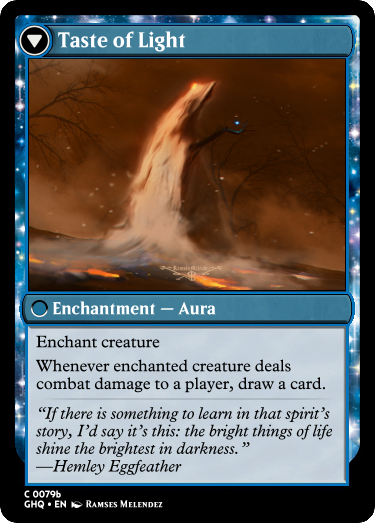 Taste of Light
Ramses Melendez
Enchantment — Aura
Enchant creature
Whenever enchanted creature deals
combat damage to a player, draw a card.
“If there is something to learn in that spirit’s
story, I’d say it’s this: the bright things of life
shine the brightest in darkness.”
—Hemley Eggfeather
C 0079b
GHQ • EN Ramses Melendez